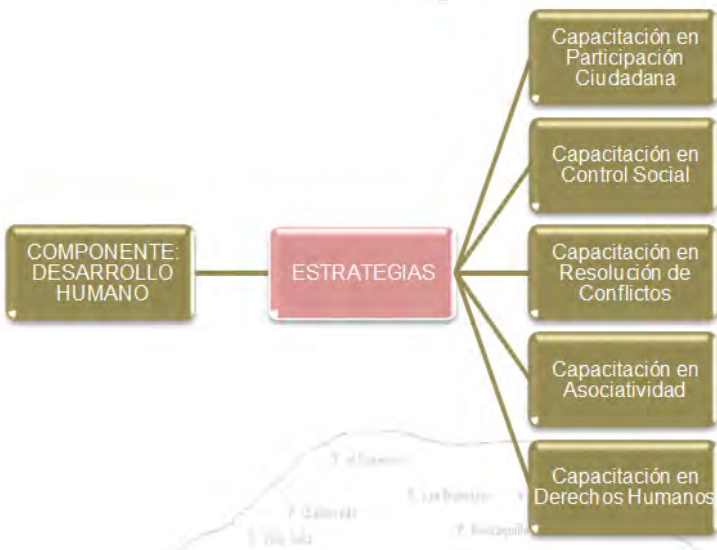 COMPONENTE:
DESARROLLO
HUMANO
ESTRATEGIAS
Capacitación en
Participación
Ciudadana
Capacitación en
Control Social
Capacitación en
Resolución de
Conflictos
Capacitación en
Asociatividad
Capacitación en
Derechos Humanos